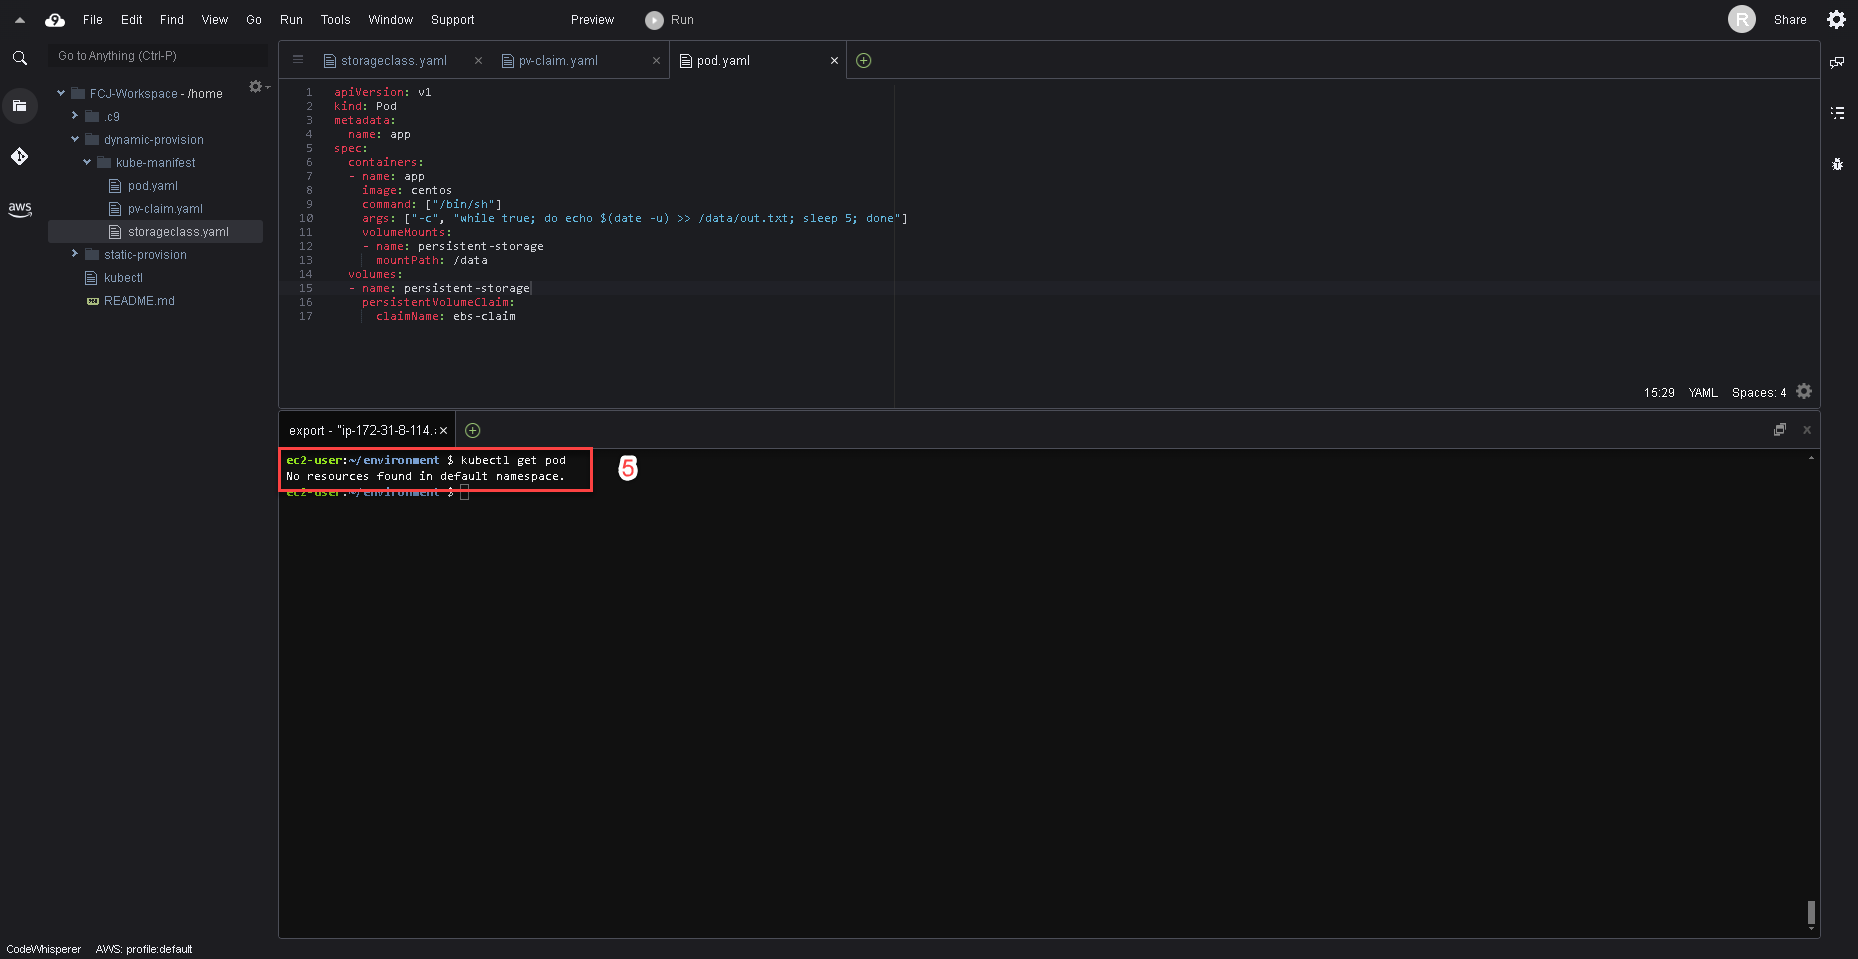 File Edit Find View Go Run Tools Window Support Preview Run R Share
Go to Anything (Ctrl-P)
FCJ-Workspace - /home
.c9
dynamic-provision
kube-manifest
pod.yaml
pv-claim.yaml
storageclass.yaml
static-provision
kubectl
README.md
aws
storageclass.yaml pv-claim.yaml pod.yaml
1 apiVersion: v1
2 kind: Pod
3 metadata:
4 name: app
5 spec:
6 containers:
7 - name: app
8 image: centos
9 command: ["/bin/sh"]
10 args: ["-c", "while true; do echo $(date -u) >> /data/out.txt; sleep 5; done"]
11 volumeMounts:
12 - name: persistent-storage
13 mountPath: /data
14 volumes:
15 - name: persistent-storage
16 persistentVolumeClaim:
17 claimName: ebs-claim
15:29 YAML Spaces: 4
export - "ip-172-31-8-114.
ec2-user:~/environment $ kubectl get pod
No resources found in default namespace.
ec2-user:~/environment $
5
CodeWhisperer AWS: profile:default